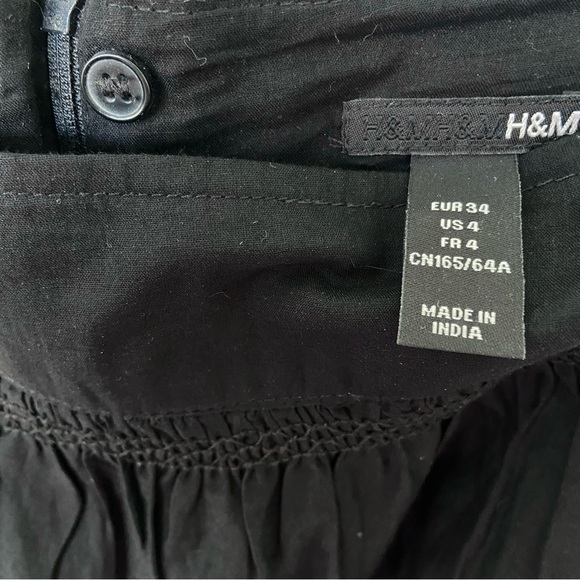 H&M H&M H&M
EUR 34
US 4
FR 4
CN165/64A
MADE IN
INDIA